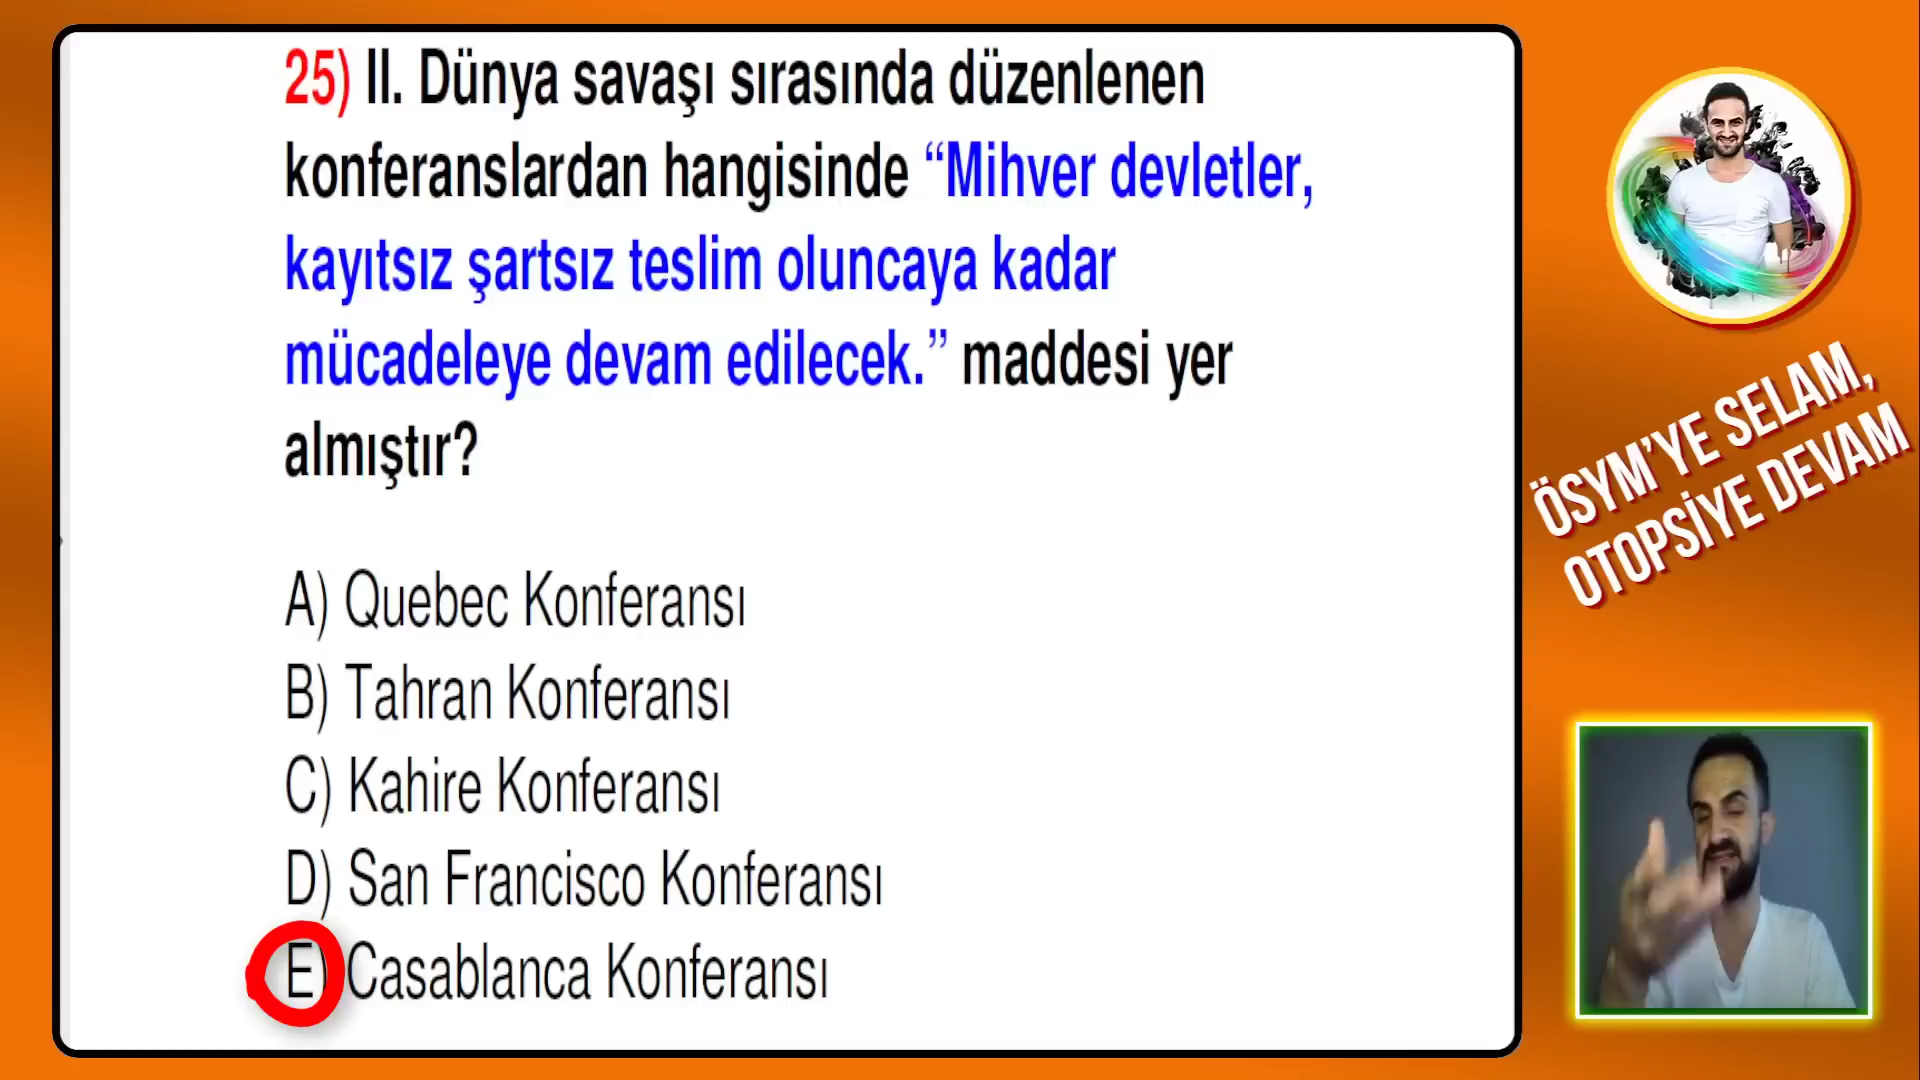 25) II. Dünya savaşı sırasında düzenlenen
konferanslardan hangisinde “Mihver devletler,
kayıtsız şartsız teslim oluncaya kadar
mücadeleye devam edilecek.” maddesi yer
almıştır?
A) Quebec Konferansı
B) Tahran Konferansı
C) Kahire Konferansı
D) San Francisco Konferansı
E) Casablanca Konferansı
ÖSYM’YE SELAM,
OTOPSİYE DEVAM